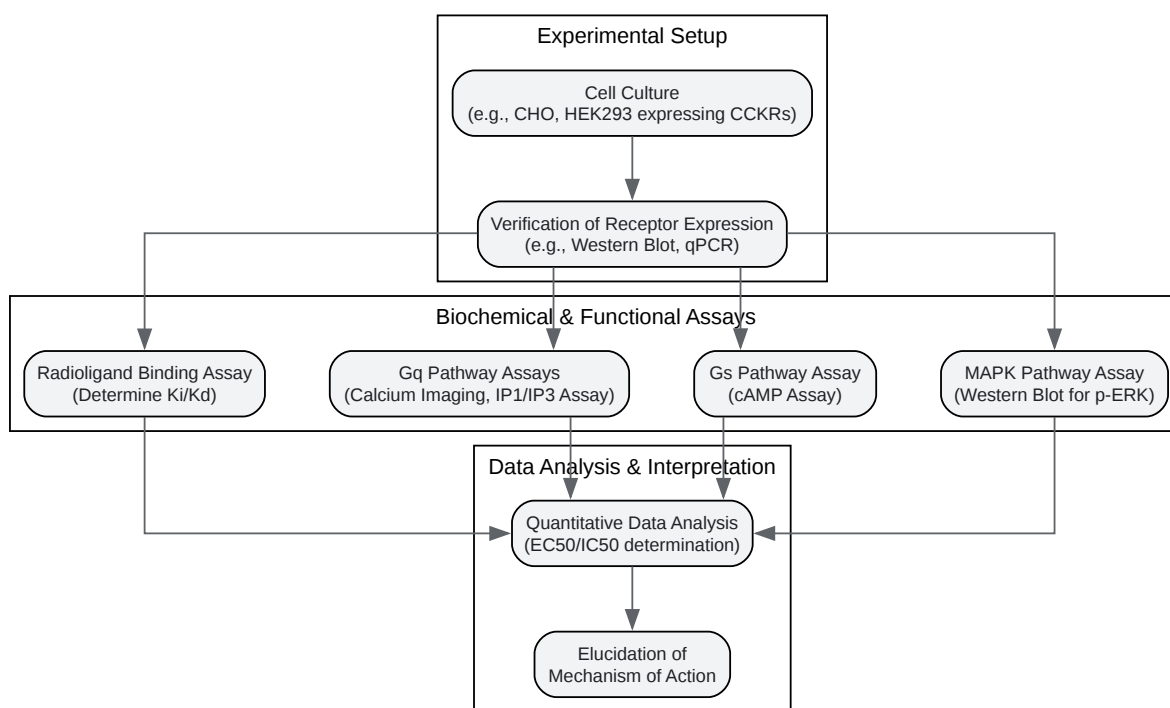 Experimental Setup
Cell Culture
(e.g., CHO, HEK293 expressing CCKRs)
Verification of Receptor Expression
(e.g., Western Blot, qPCR)
Biochemical & Functional Assays
Radioligand Binding Assay
(Determine Ki/Kd)
Gq Pathway Assays
(Calcium Imaging, IP1/IP3 Assay)
Gs Pathway Assay
(cAMP Assay)
MAPK Pathway Assay
(Western Blot for p-ERK)
Data Analysis & Interpretation
Quantitative Data Analysis
(EC50/IC50 determination)
Elucidation of
Mechanism of Action